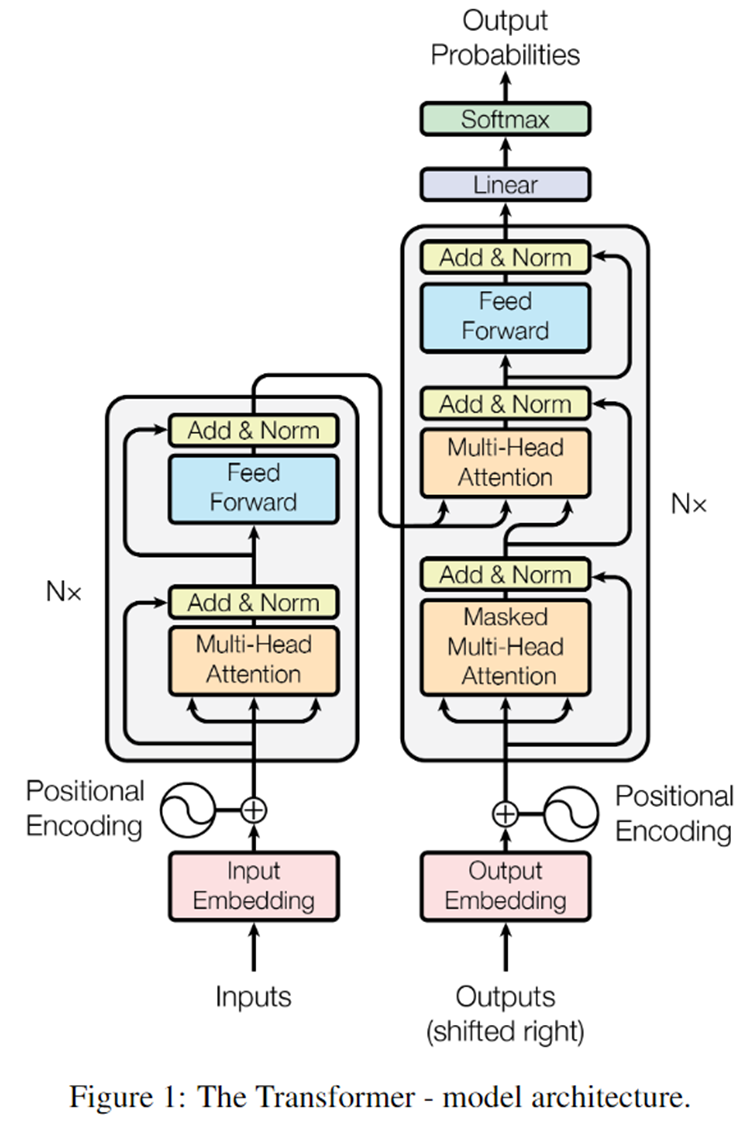 Output
Probabilities
Softmax
Linear
Add & Norm
Feed
Forward
Add & Norm
Multi-Head
Attention
Nx
Add & Norm
Masked
Multi-Head
Attention
Add & Norm
Feed
Forward
Nx
Add & Norm
Multi-Head
Attention
Positional
Encoding
Positional
Encoding
Input
Embedding
Output
Embedding
Inputs
Outputs
(shifted right)
Figure 1: The Transformer - model architecture.